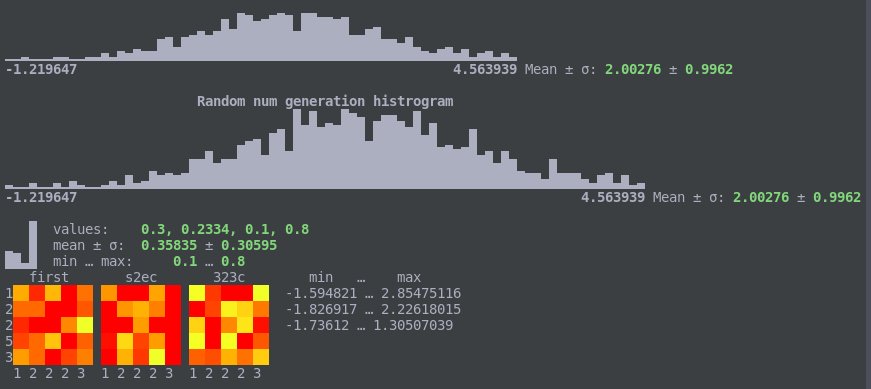 -1.219647 4.563939 Mean ± σ: 2.00276 ± 0.9962
Random num generation histrogram
-1.219647 4.563939 Mean ± σ: 2.00276 ± 0.9962
values: 0.3, 0.2334, 0.1, 0.8
mean ± σ: 0.35835 ± 0.30595
min … max: 0.1 … 0.8
first s2ec 323c min … max
1 -1.594821 … 2.85475116
2 -1.826917 … 2.22618015
2 -1.73612 … 1.30507039
5
3
1 2 2 2 3 1 2 2 2 3 1 2 2 2 3